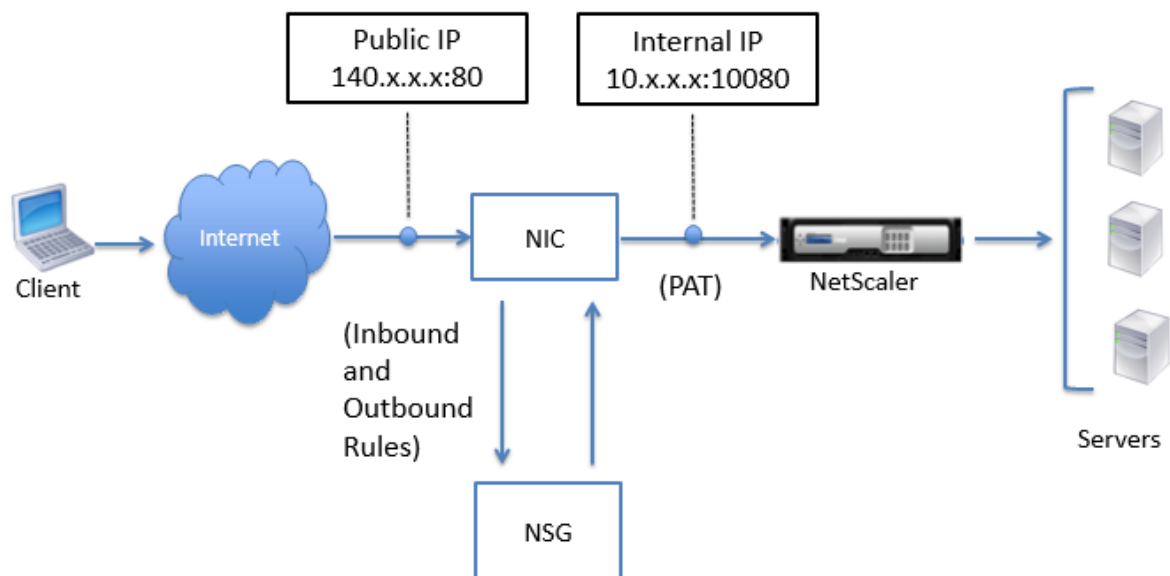 Public IP
140.x.x.x:80
Internal IP
10.x.x.x:10080
Client
Internet
NIC
(PAT)
NetScaler
(Inbound
and
Outbound
Rules)
Servers
NSG